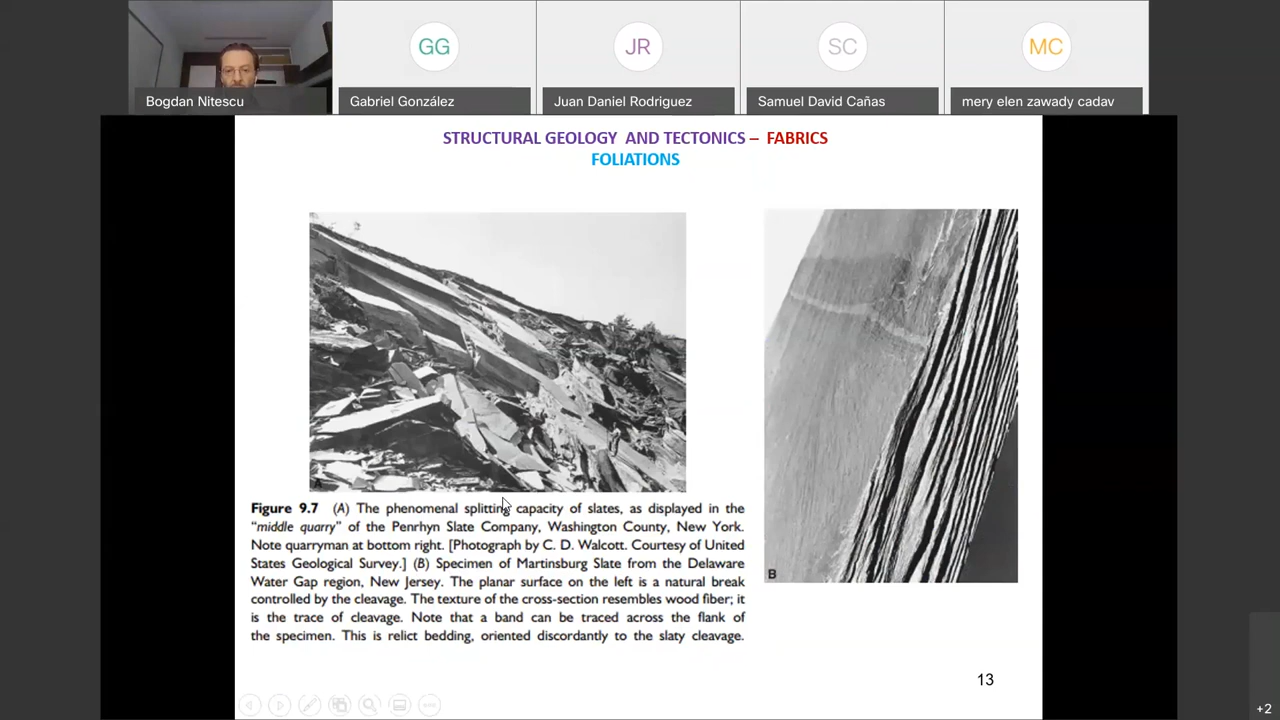 GG
JR
SC
MC
Bogdan Nitescu
Gabriel González
Juan Daniel Rodriguez
Samuel David Cañas
mery elen zawady cadav
STRUCTURAL GEOLOGY AND TECTONICS – FABRICS
FOLIATIONS
A
B
Figure 9.7 (A) The phenomenal splitting capacity of slates, as displayed in the
“middle quarry” of the Penrhyn Slate Company, Washington County, New York.
Note quarryman at bottom right. [Photograph by C. D. Walcott. Courtesy of United
States Geological Survey.] (B) Specimen of Martinsburg Slate from the Delaware
Water Gap region, New Jersey. The planar surface on the left is a natural break
controlled by the cleavage. The texture of the cross-section resembles wood fiber; it
is the trace of cleavage. Note that a band can be traced across the flank of
the specimen. This is relict bedding, oriented discordantly to the slaty cleavage.
13
+2